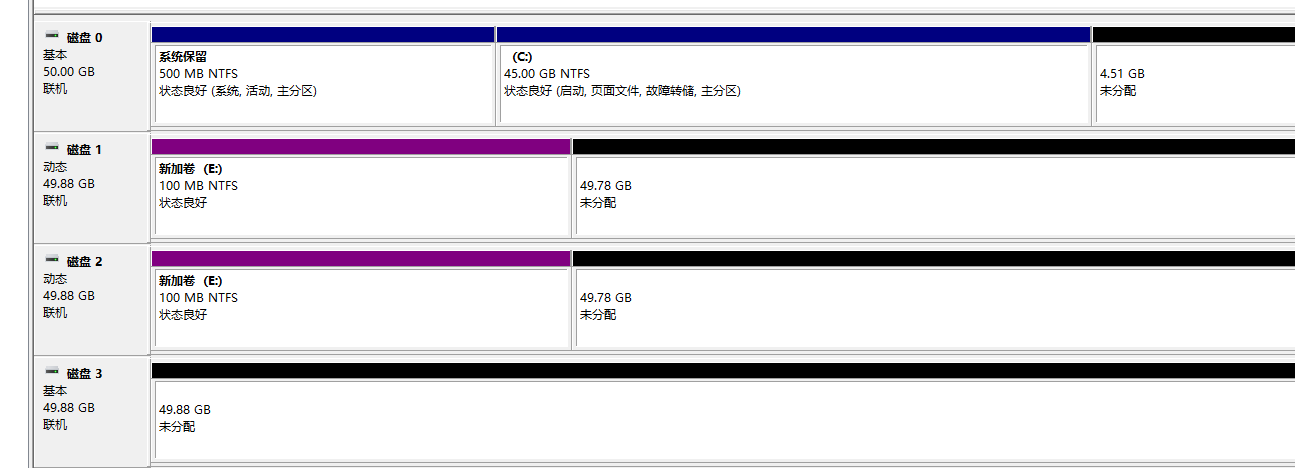 磁盘 0
基本
50.00 GB
联机
系统保留
500 MB NTFS
状态良好 (系统, 活动, 主分区)
(C:)
45.00 GB NTFS
状态良好 (启动, 页面文件, 故障转储, 主分区)
4.51 GB
未分配
磁盘 1
动态
49.88 GB
联机
新加卷 (E:)
100 MB NTFS
状态良好
49.78 GB
未分配
磁盘 2
动态
49.88 GB
联机
新加卷 (E:)
100 MB NTFS
状态良好
49.78 GB
未分配
磁盘 3
基本
49.88 GB
联机
49.88 GB
未分配